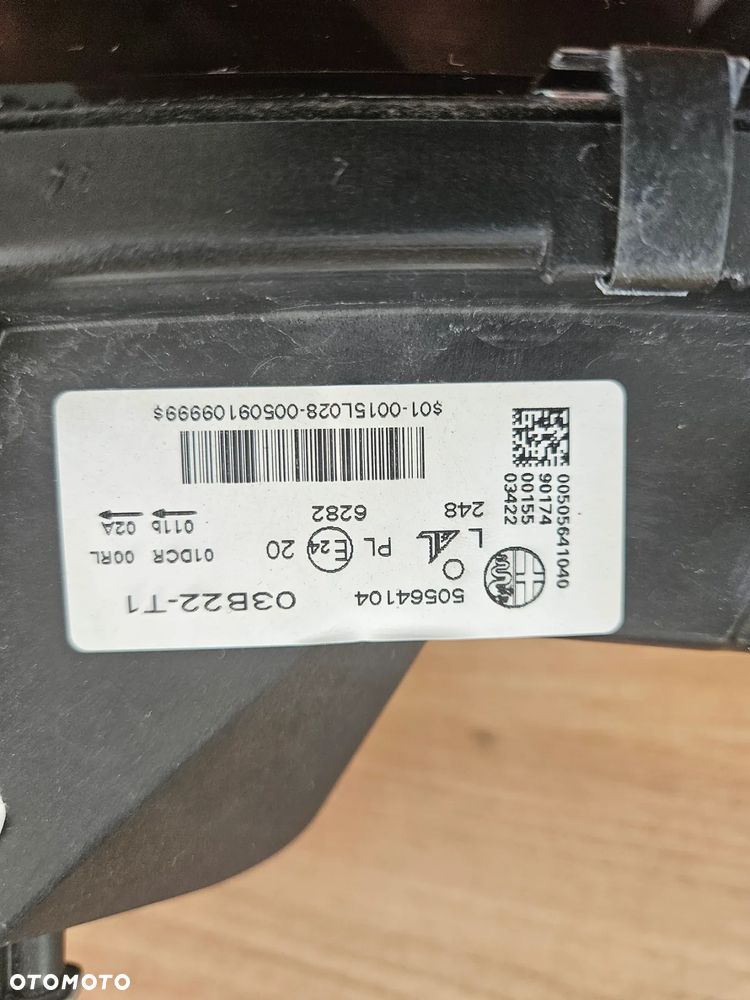 50564104 03B22-T1
L PL E24 20 01DCR 00RL
248 6282 011b 02A
$01-0015L028-00509109999$
00505641040
90174
00155
03422
OTOMOTO